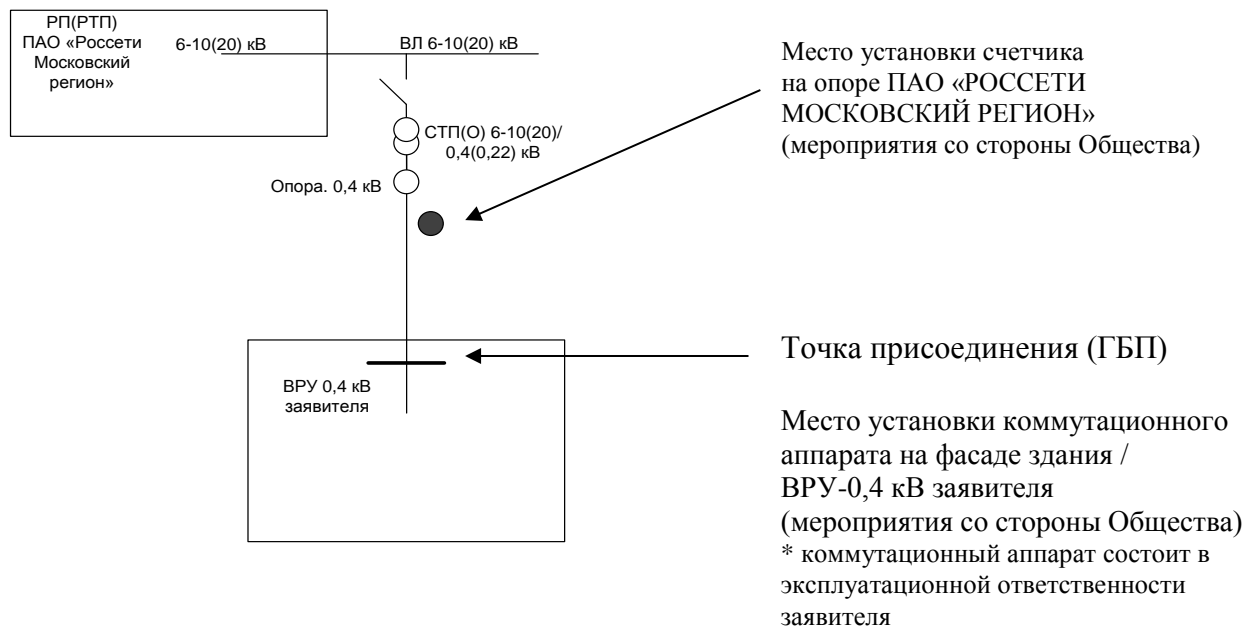 РП(РТП)
ПАО «Россети
Московский
регион»
6-10(20) кВ
ВЛ 6-10(20) кВ
СТП(О) 6-10(20)/
0,4(0,22) кВ
Опора. 0,4 кВ
Место установки счетчика
на опоре ПАО «РОССЕТИ
МОСКОВСКИЙ РЕГИОН»
(мероприятия со стороны Общества)
ВРУ 0,4 кВ
заявителя
Точка присоединения (ГБП)
Место установки коммутационного
аппарата на фасаде здания /
ВРУ-0,4 кВ заявителя
(мероприятия со стороны Общества)
* коммутационный аппарат состоит в
эксплуатационной ответственности
заявителя